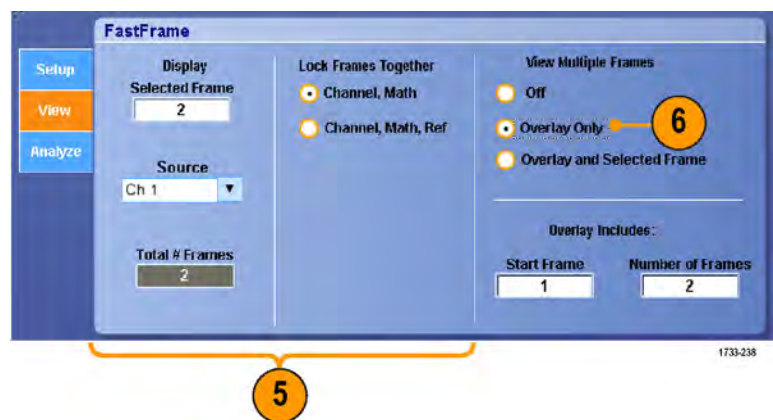 FastFrame
Setup
View
Analyze
Display
Selected Frame
2
Source
Ch 1
Total # Frames
2
Lock Frames Together
Channel, Math
Channel, Math, Ref
View Multiple Frames
Off
Overlay Only
6
Overlay and Selected Frame
Overlay Includes:
Start Frame
1
Number of Frames
2
1733-238
5